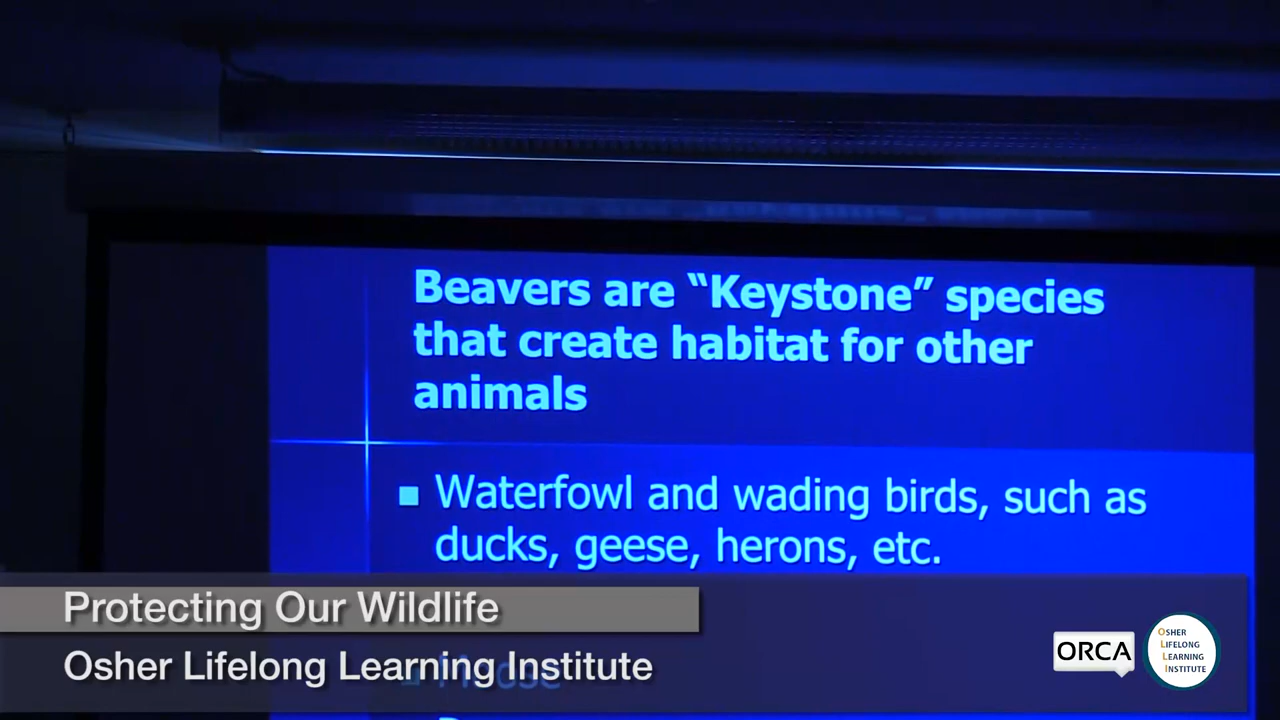 Beavers are “Keystone” species
that create habitat for other
animals
■ Waterfowl and wading birds, such as
ducks, geese, herons, etc.
Protecting Our Wildlife
Osher Lifelong Learning Institute
Moose
ORCA
OSHER
LIFELONG
LEARNING
INSTITUTE